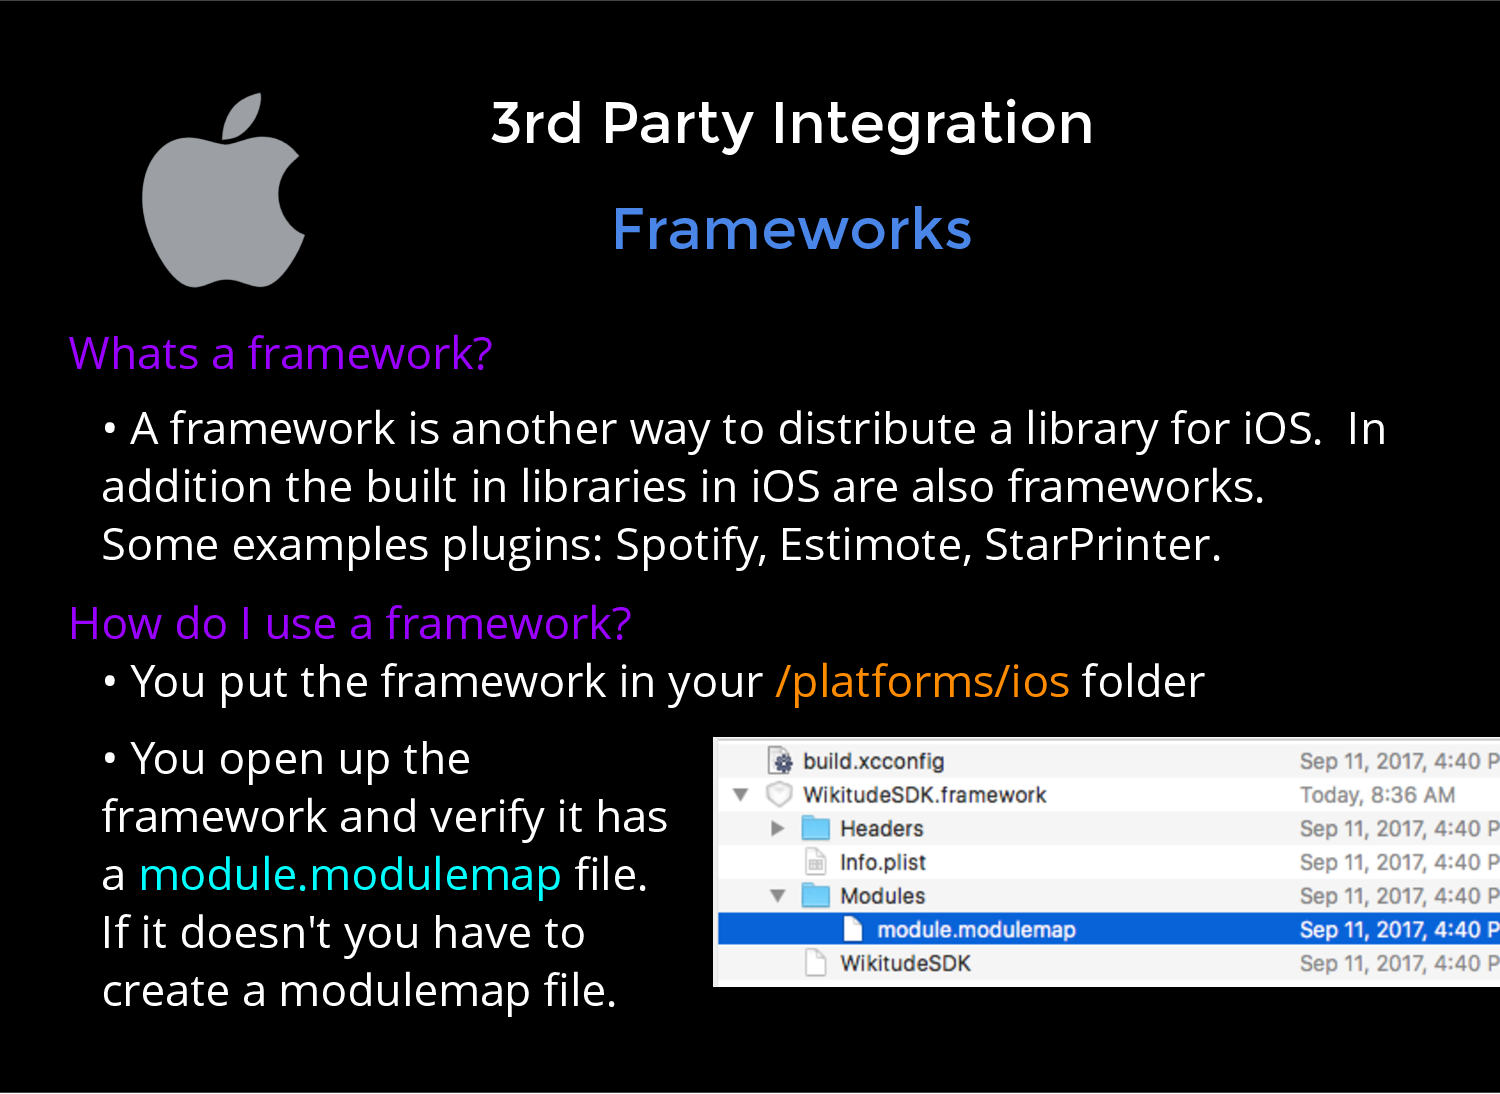 3rd Party Integration
Frameworks
Whats a framework?
• A framework is another way to distribute a library for iOS.  In
addition the built in libraries in iOS are also frameworks.
Some examples plugins: Spotify, Estimote, StarPrinter.
How do I use a framework?
• You put the framework in your /platforms/ios folder
• You open up the
framework and verify it has
a module.modulemap file.
If it doesn't you have to
create a modulemap file.
build.xcconfig Sep 11, 2017, 4:40 P
WikitudeSDK.framework Today, 8:36 AM
Headers Sep 11, 2017, 4:40 P
Info.plist Sep 11, 2017, 4:40 P
Modules Sep 11, 2017, 4:40 P
module.modulemap Sep 11, 2017, 4:40 P
WikitudeSDK Sep 11, 2017, 4:40 P